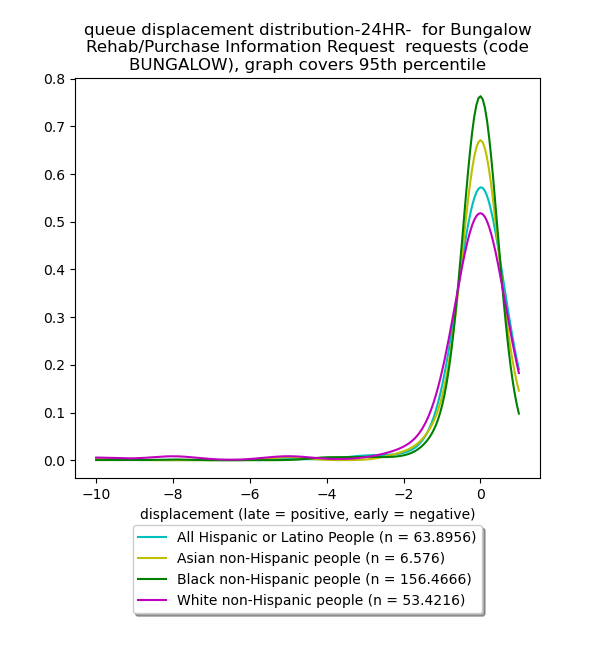 queue displacement distribution-24HR-  for Bungalow
Rehab/Purchase Information Request  requests (code
BUNGALOW), graph covers 95th percentile
0.8
0.7
0.6
0.5
0.4
0.3
0.2
0.1
0.0
−10 −8 −6 −4 −2 0
displacement (late = positive, early = negative)
All Hispanic or Latino People (n = 63.8956)
Asian non-Hispanic people (n = 6.576)
Black non-Hispanic people (n = 156.4666)
White non-Hispanic people (n = 53.4216)